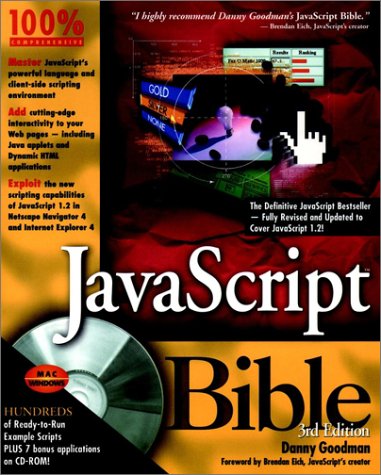 100%
COMPREHENSIVE
"I highly recommend Danny Goodman's JavaScript Bible."
— Brendan Eich, JavaScript's creator
Master JavaScript's
powerful language and
client-side scripting
environment
Add cutting-edge
interactivity to your
Web pages — including
Java applets and
Dynamic HTML
applications
Exploit the new
scripting capabilities
of JavaScript 1.2 in
Netscape Navigator 4
and Internet Explorer 4
Results
Ranking
GOLD
NOME
The Definitive JavaScript Bestseller
— Fully Revised and Updated to
Cover JavaScript 1.2!
JavaScript™
Bible
3rd Edition
MAC
WINDOWS
HUNDREDS
of Ready-to-Run
Example Scripts
PLUS 7 bonus applications
on CD-ROM!
Danny Goodman
Foreword by Brendan Eich, JavaScript's creator